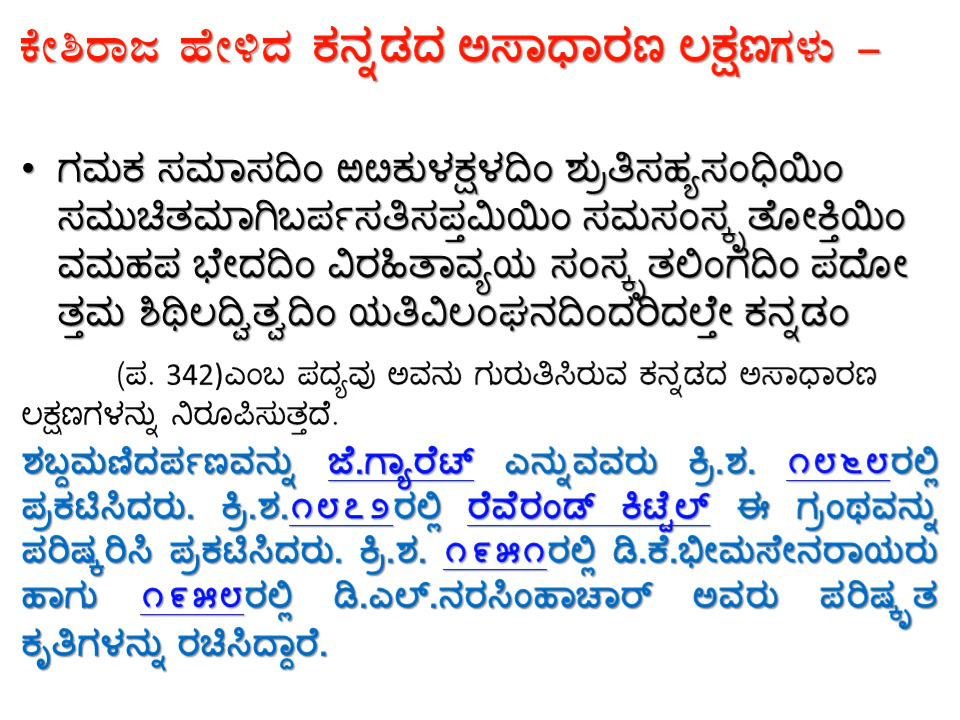 ಕೇಶಿರಾಜ ಹೇಳಿದ ಕನ್ನಡದ ಅಸಾಧಾರಣ ಲಕ್ಷಣಗಳು –
• ಗಮಕ ಸಮಾಸದಿಂ ಱೞಕುಳಕ್ಷಳದಿಂ ಶ್ರುತಿಸಹ್ಯಸಂಧಿಯಿಂ
ಸಮುಚಿತಮಾಗಿಬರ್ಪಸತಿಸಪ್ತಮಿಯಿಂ ಸಮಸಂಸ್ಕೃತೋಕ್ತಿಯಿಂ
ವಮಹಪ ಭೇದದಿಂ ವಿರಹಿತಾವ್ಯಯ ಸಂಸ್ಕೃತಲಿಂಗದಿಂ ಪದೋ
ತ್ತಮ ಶಿಥಿಲದ್ವಿತ್ವದಿಂ ಯತಿವಿಲಂಘನದಿಂದರಿದಲ್ತೇ ಕನ್ನಡಂ
(ಪ. 342)ಎಂಬ ಪದ್ಯವು ಅವನು ಗುರುತಿಸಿರುವ ಕನ್ನಡದ ಅಸಾಧಾರಣ
ಲಕ್ಷಣಗಳನ್ನು ನಿರೂಪಿಸುತ್ತದೆ.
ಶಬ್ದಮಣಿದರ್ಪಣವನ್ನು ಜೆ.ಗ್ಯಾರೆಟ್ ಎನ್ನುವವರು ಕ್ರಿ.ಶ. ೧೮೬೮ರಲ್ಲಿ
ಪ್ರಕಟಿಸಿದರು. ಕ್ರಿ.ಶ.೧೮೭೨ರಲ್ಲಿ ರೆವೆರಂಡ್ ಕಿಟ್ಟೆಲ್ ಈ ಗ್ರಂಥವನ್ನು
ಪರಿಷ್ಕರಿಸಿ ಪ್ರಕಟಿಸಿದರು. ಕ್ರಿ.ಶ. ೧೯೫೧ರಲ್ಲಿ ಡಿ.ಕೆ.ಭೀಮಸೇನರಾಯರು
ಹಾಗು ೧೯೫೮ರಲ್ಲಿ ಡಿ.ಎಲ್.ನರಸಿಂಹಾಚಾರ್ ಅವರು ಪರಿಷ್ಕೃತ
ಕೃತಿಗಳನ್ನು ರಚಿಸಿದ್ದಾರೆ.